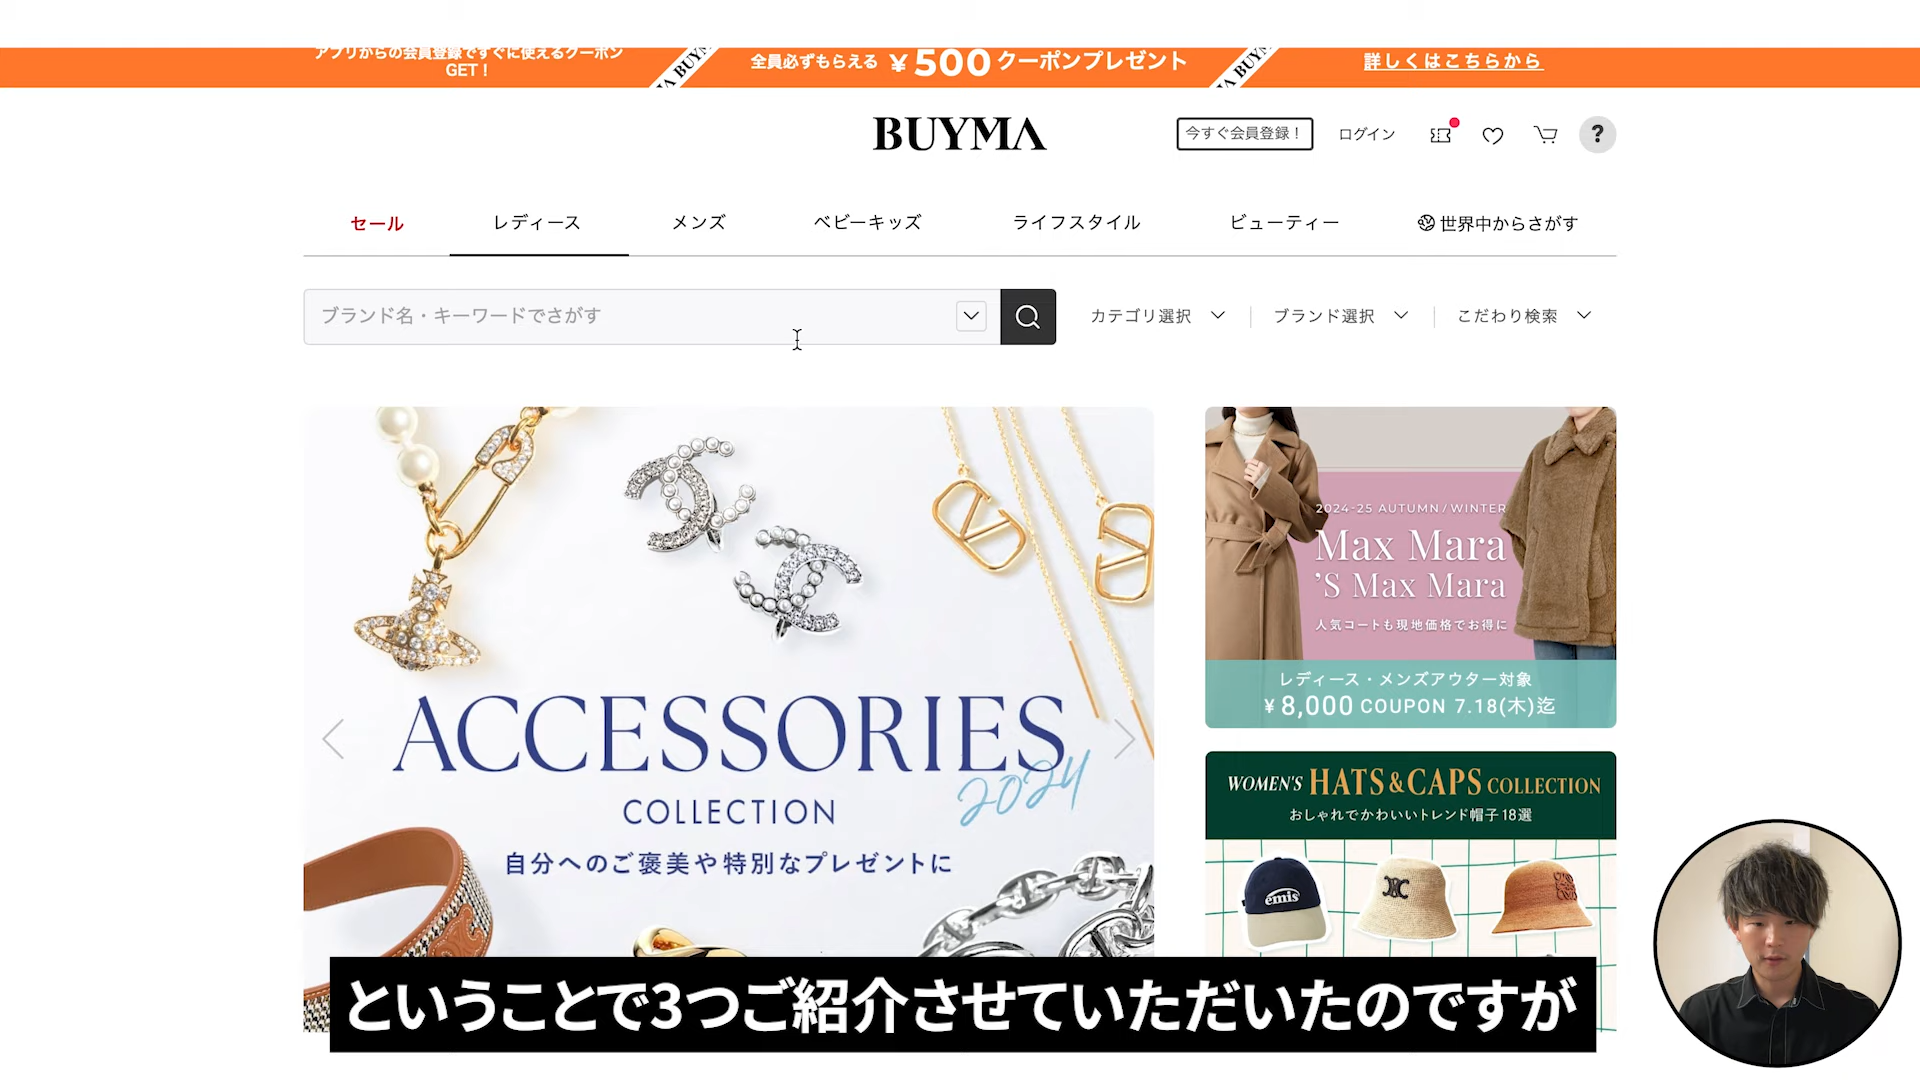 アプリからの会員登録ですぐに使えるクーポン
GET！
BUYM
全員必ずもらえる ¥500 クーポンプレゼント
BUY
詳しくはこちらから
BUYMA
今すぐ会員登録！
ログイン
?
セール
レディース
メンズ
ベビーキッズ
ライフスタイル
ビューティー
世界中からさがす
ブランド名・キーワードでさがす
カテゴリ選択
ブランド選択
こだわり検索
ACCESSORIES
2024
COLLECTION
自分へのご褒美や特別なプレゼントに
2024-25 AUTUMN/WINTER
Max Mara
'S Max Mara
人気コートも現地価格でお得に
レディース・メンズアウター対象
¥8,000 COUPON 7.18(木)迄
WOMEN'S HATS&CAPS COLLECTION
おしゃれでかわいいトレンド帽子18選
emis
ということで3つご紹介させていただいたのですが